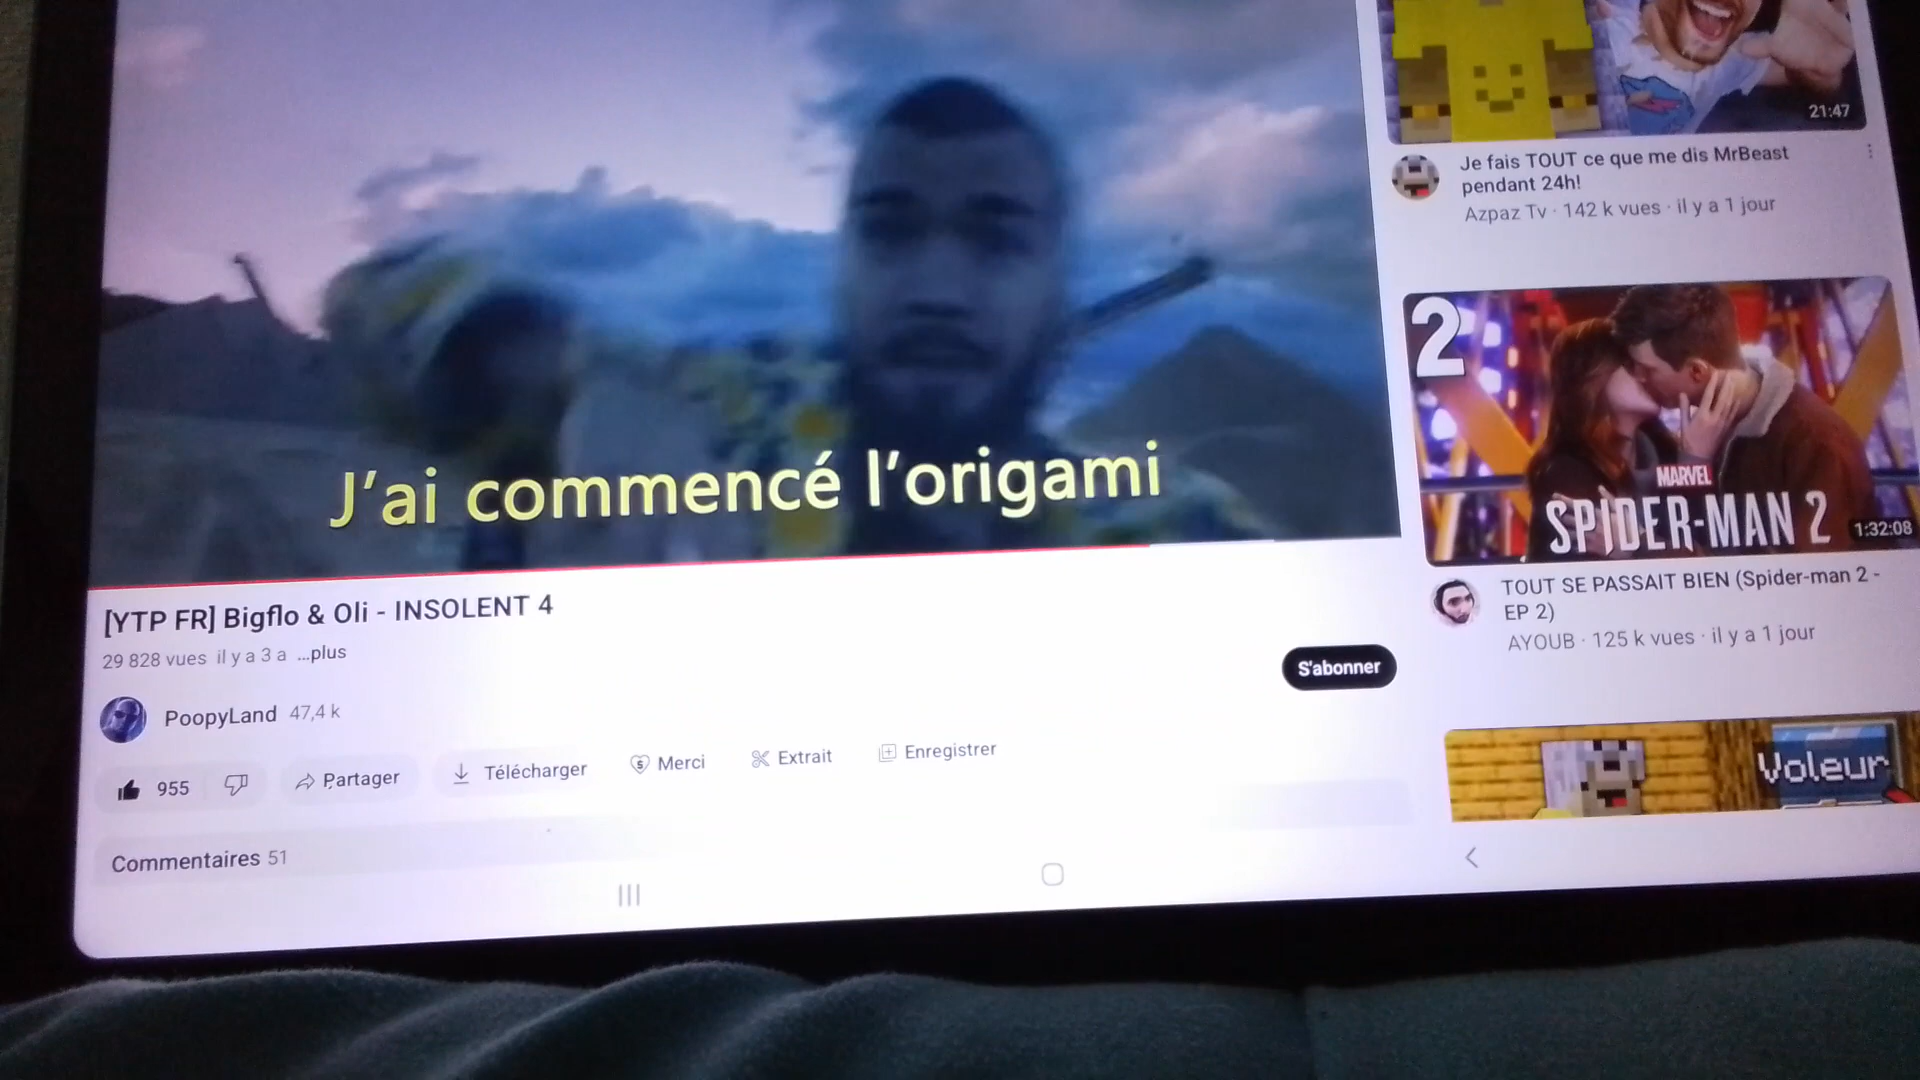 J'ai commencé l'origami
[YTP FR] Bigflo & Oli - INSOLENT 4
29 828 vues il y a 3 a ...plus
PoopyLand 47,4 k
S'abonner
955
Partager
Télécharger
Merci
Extrait
Enregistrer
Commentaires 51
21:47
Je fais TOUT ce que me dis MrBeast
pendant 24h!
Azpaz Tv · 142 k vues · il y a 1 jour
2
MARVEL
SPIDER-MAN 2
1:32:08
TOUT SE PASSAIT BIEN (Spider-man 2 -
EP 2)
AYOUB · 125 k vues · il y a 1 jour
Voleur